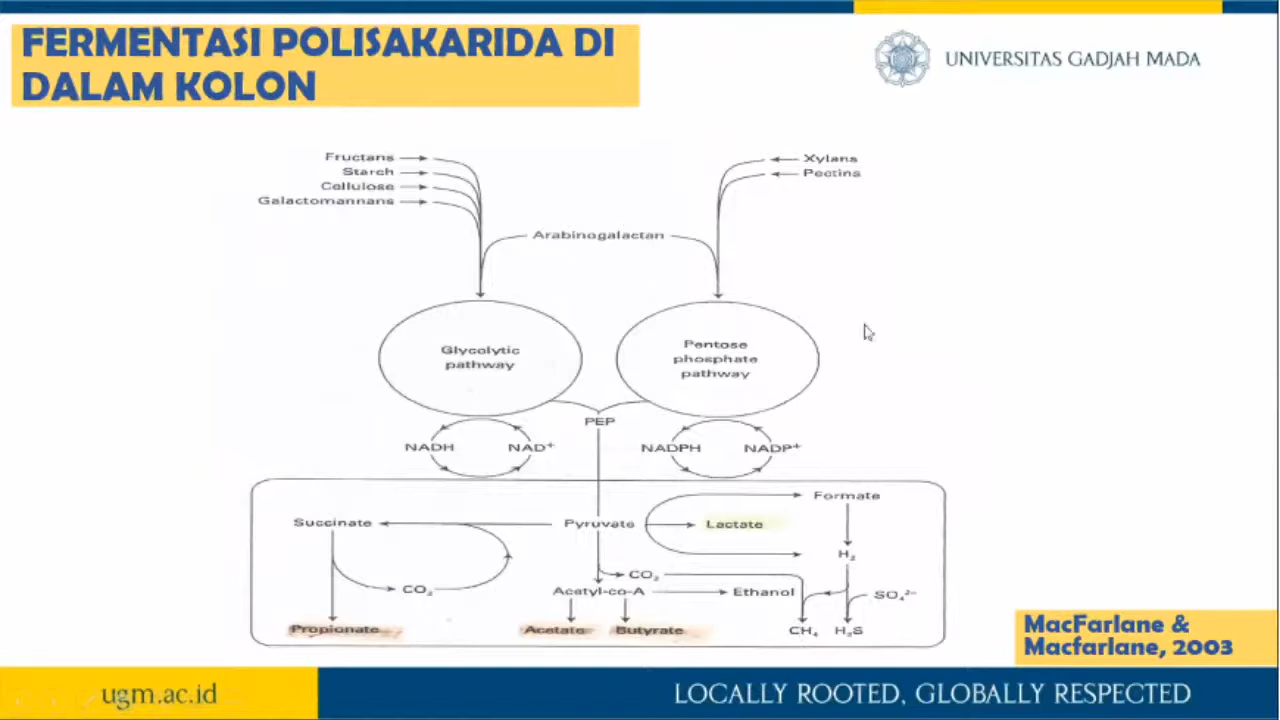 FERMENTASI POLISAKARIDA DI
DALAM KOLON
UNIVERSITAS GADJAH MADA
Fructans
Starch
Cellulose
Galactomannans
Xylans
Pectins
Arabinogalactan
Glycolytic
pathway
Pentose
phosphate
pathway
PEP
NADH
NAD⁺
NADPH
NADP⁺
Formate
Succinate
Pyruvate
Lactate
H₂
CO₂
CO₂
Acetyl-co-A
Ethanol
SO₄²⁻
Propionate
Acetate
Butyrate
CH₄
H₂S
MacFarlane &
Macfarlane, 2003
ugm.ac.id
LOCALLY ROOTED, GLOBALLY RESPECTED